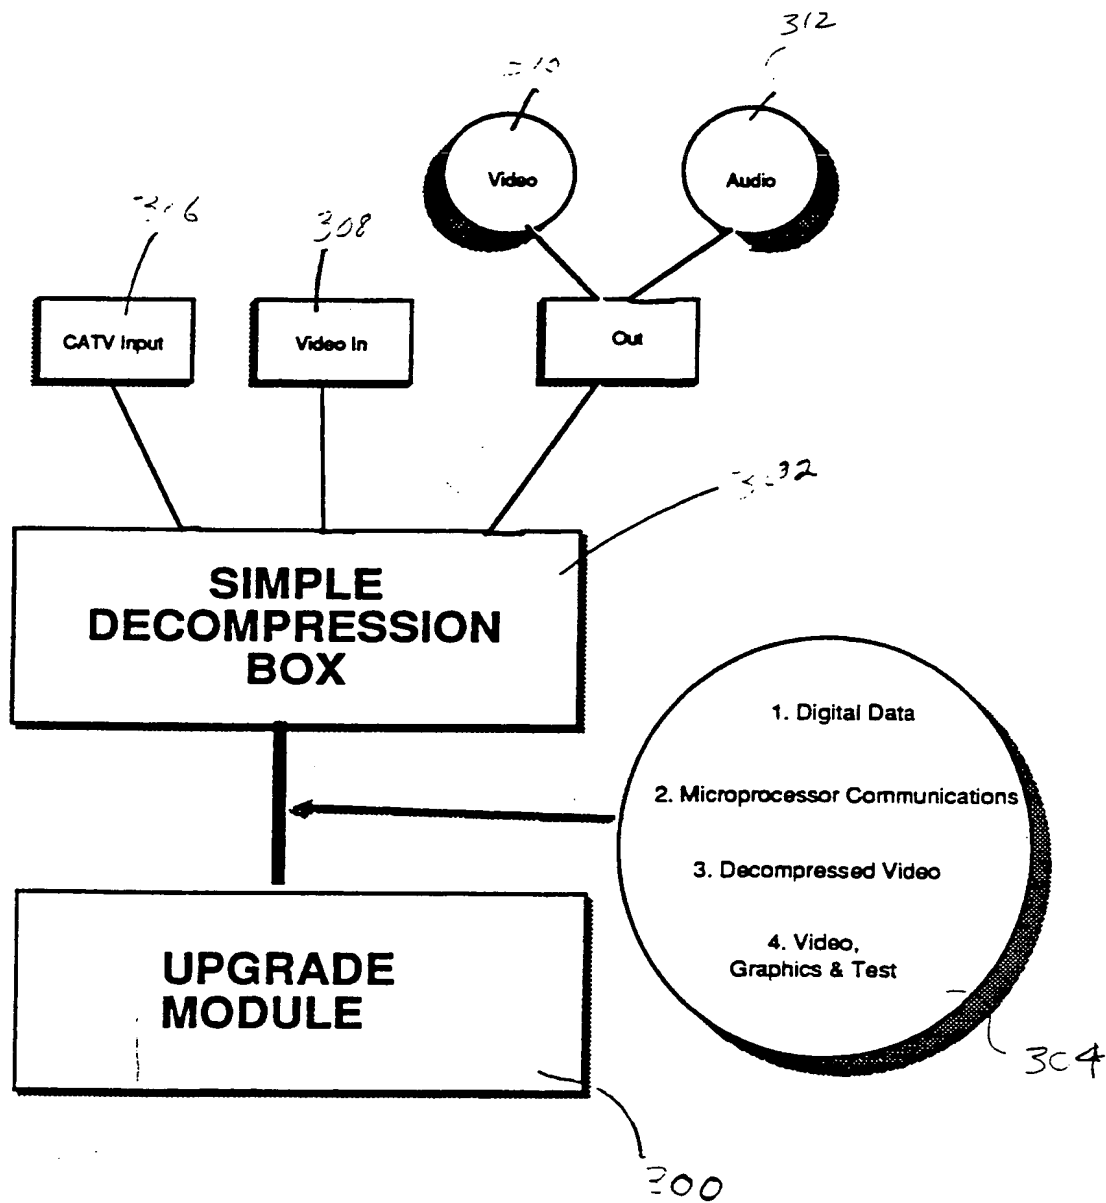 312
Video
Audio
308
CATV Input
Video In
Out
SIMPLE
DECOMPRESSION
BOX
1. Digital Data
2. Microprocessor Communications
3. Decompressed Video
4. Video,
Graphics & Test
UPGRADE
MODULE
304
300